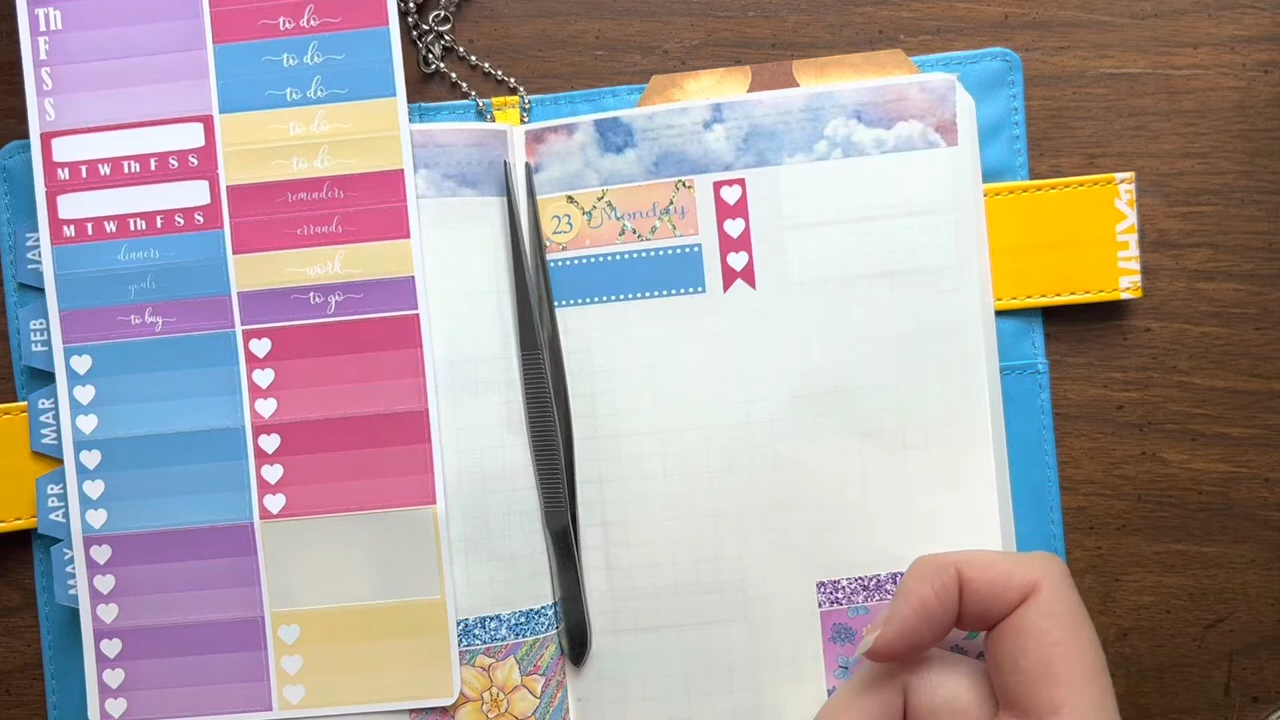 Th
F
S
S
M T W Th F S S
M T W Th F S S
dinners
goals
to buy
to do
to do
to do
to do
to do
reminders
errands
work
to go
JAN
FEB
MAR
APR
MAY
23 Monday